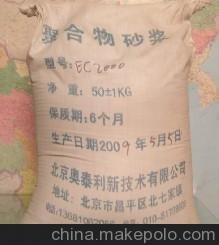 聚合物砂浆
型号:EC2000
净 重:50±1KG
保质期:6个月
生产日期2009年5月5日
北京奥泰利新技术有限公司
地址:北京市昌平区北七家镇
china.makepolo.com